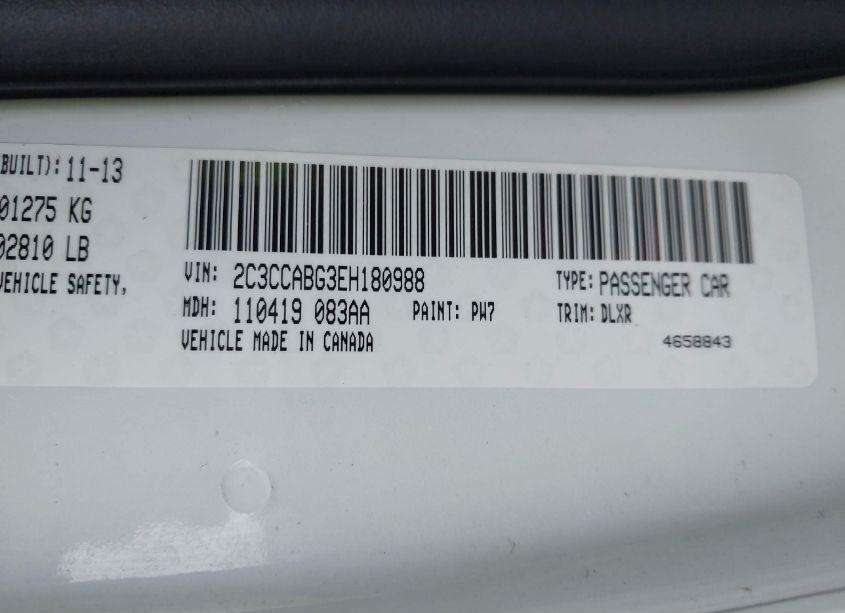 BUILT): 11-13
01275 KG
02810 LB
VEHICLE SAFETY,
VIN: 2C3CCABG3EH180988 TYPE: PASSENGER CAR
MDH: 110419 083AA PAINT: PW7 TRIM: DLXR
VEHICLE MADE IN CANADA 4658843